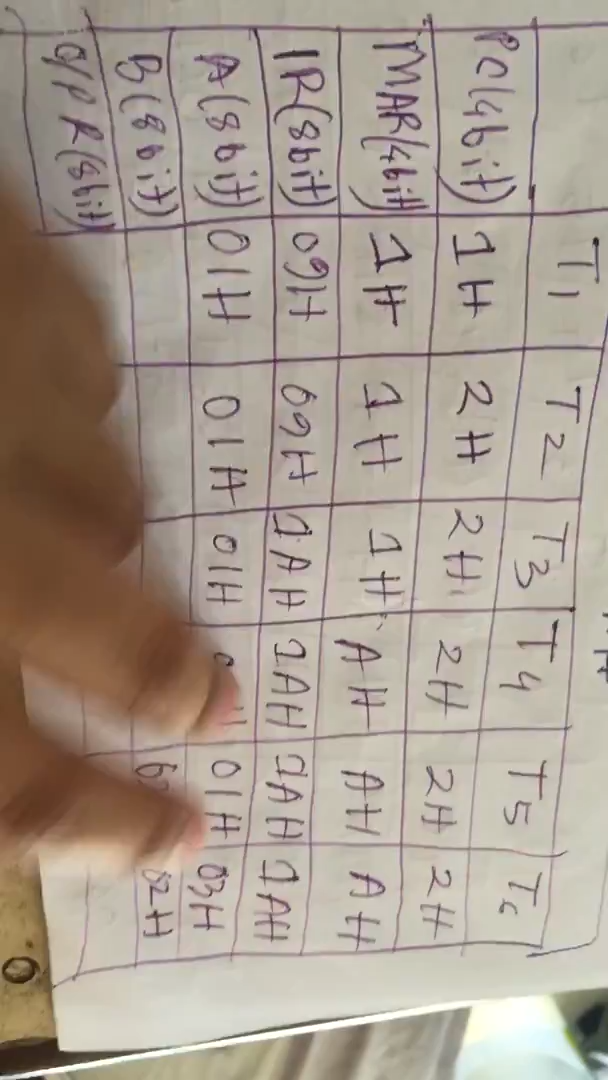 T1 T2 T3 T4 T5 T6
PC(4bit) 1H 2H 2H 2H 2H 2H
MAR(4bit) 1H 1H 1H AH AH AH
IR(8bit) 09H 09H 1AH 1AH 1AH 1AH
A(8bit) 01H 01H 01H 01H 03H
B(8bit) 02H
O/P R(8bit)